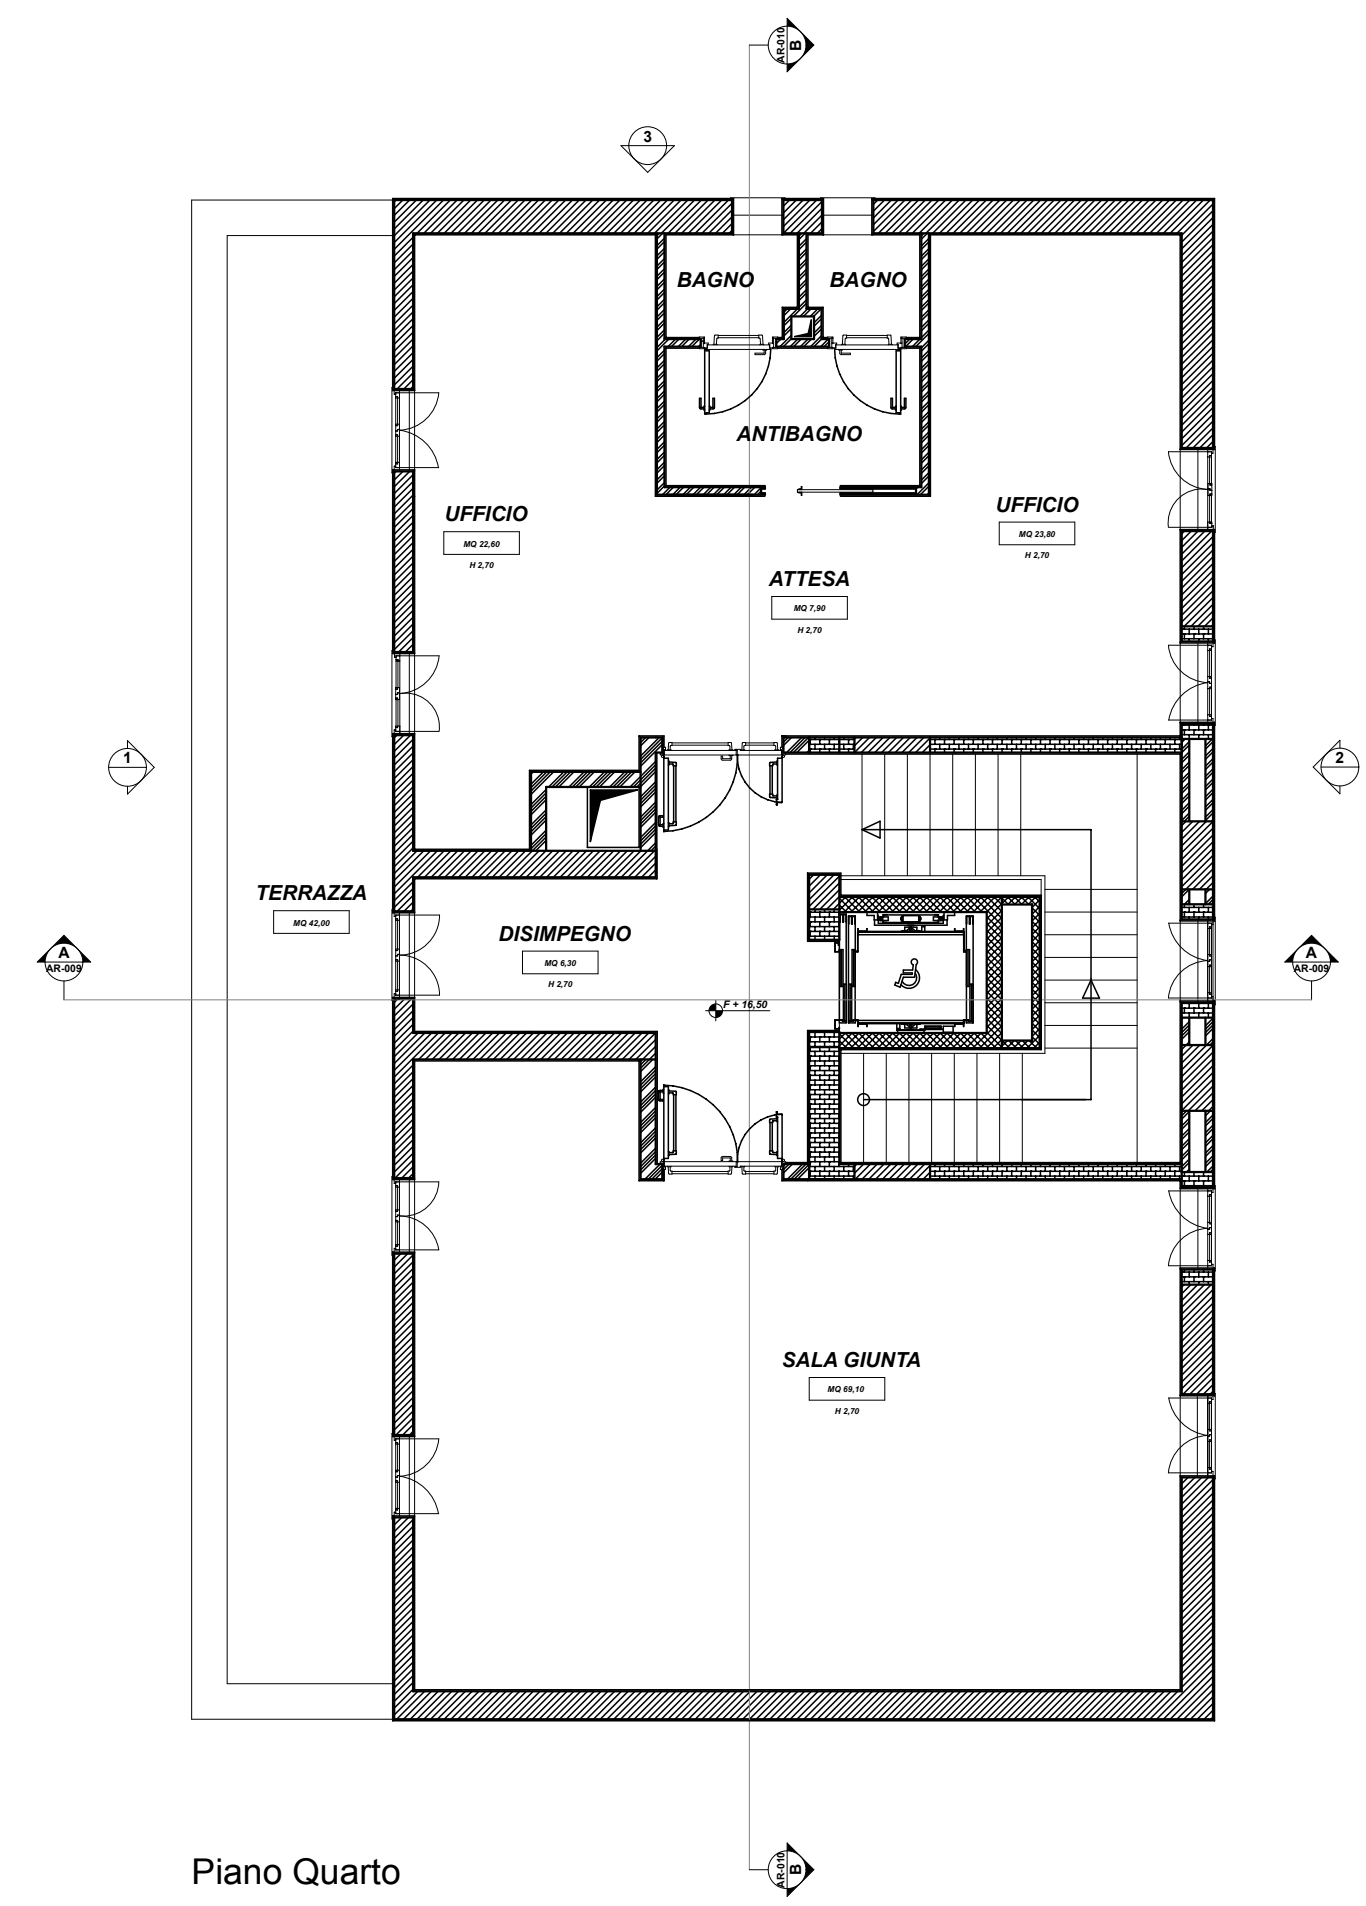 AR-010
B
3
BAGNO
BAGNO
ANTIBAGNO
UFFICIO
MQ 22,60
H 2,70
UFFICIO
MQ 23,80
H 2,70
ATTESA
MQ 7,90
H 2,70
1
2
TERRAZZA
MQ 42,00
DISIMPEGNO
MQ 6,30
H 2,70
A
AR-009
A
AR-009
F + 16,50
SALA GIUNTA
MQ 69,10
H 2,70
Piano Quarto
AR-010
B